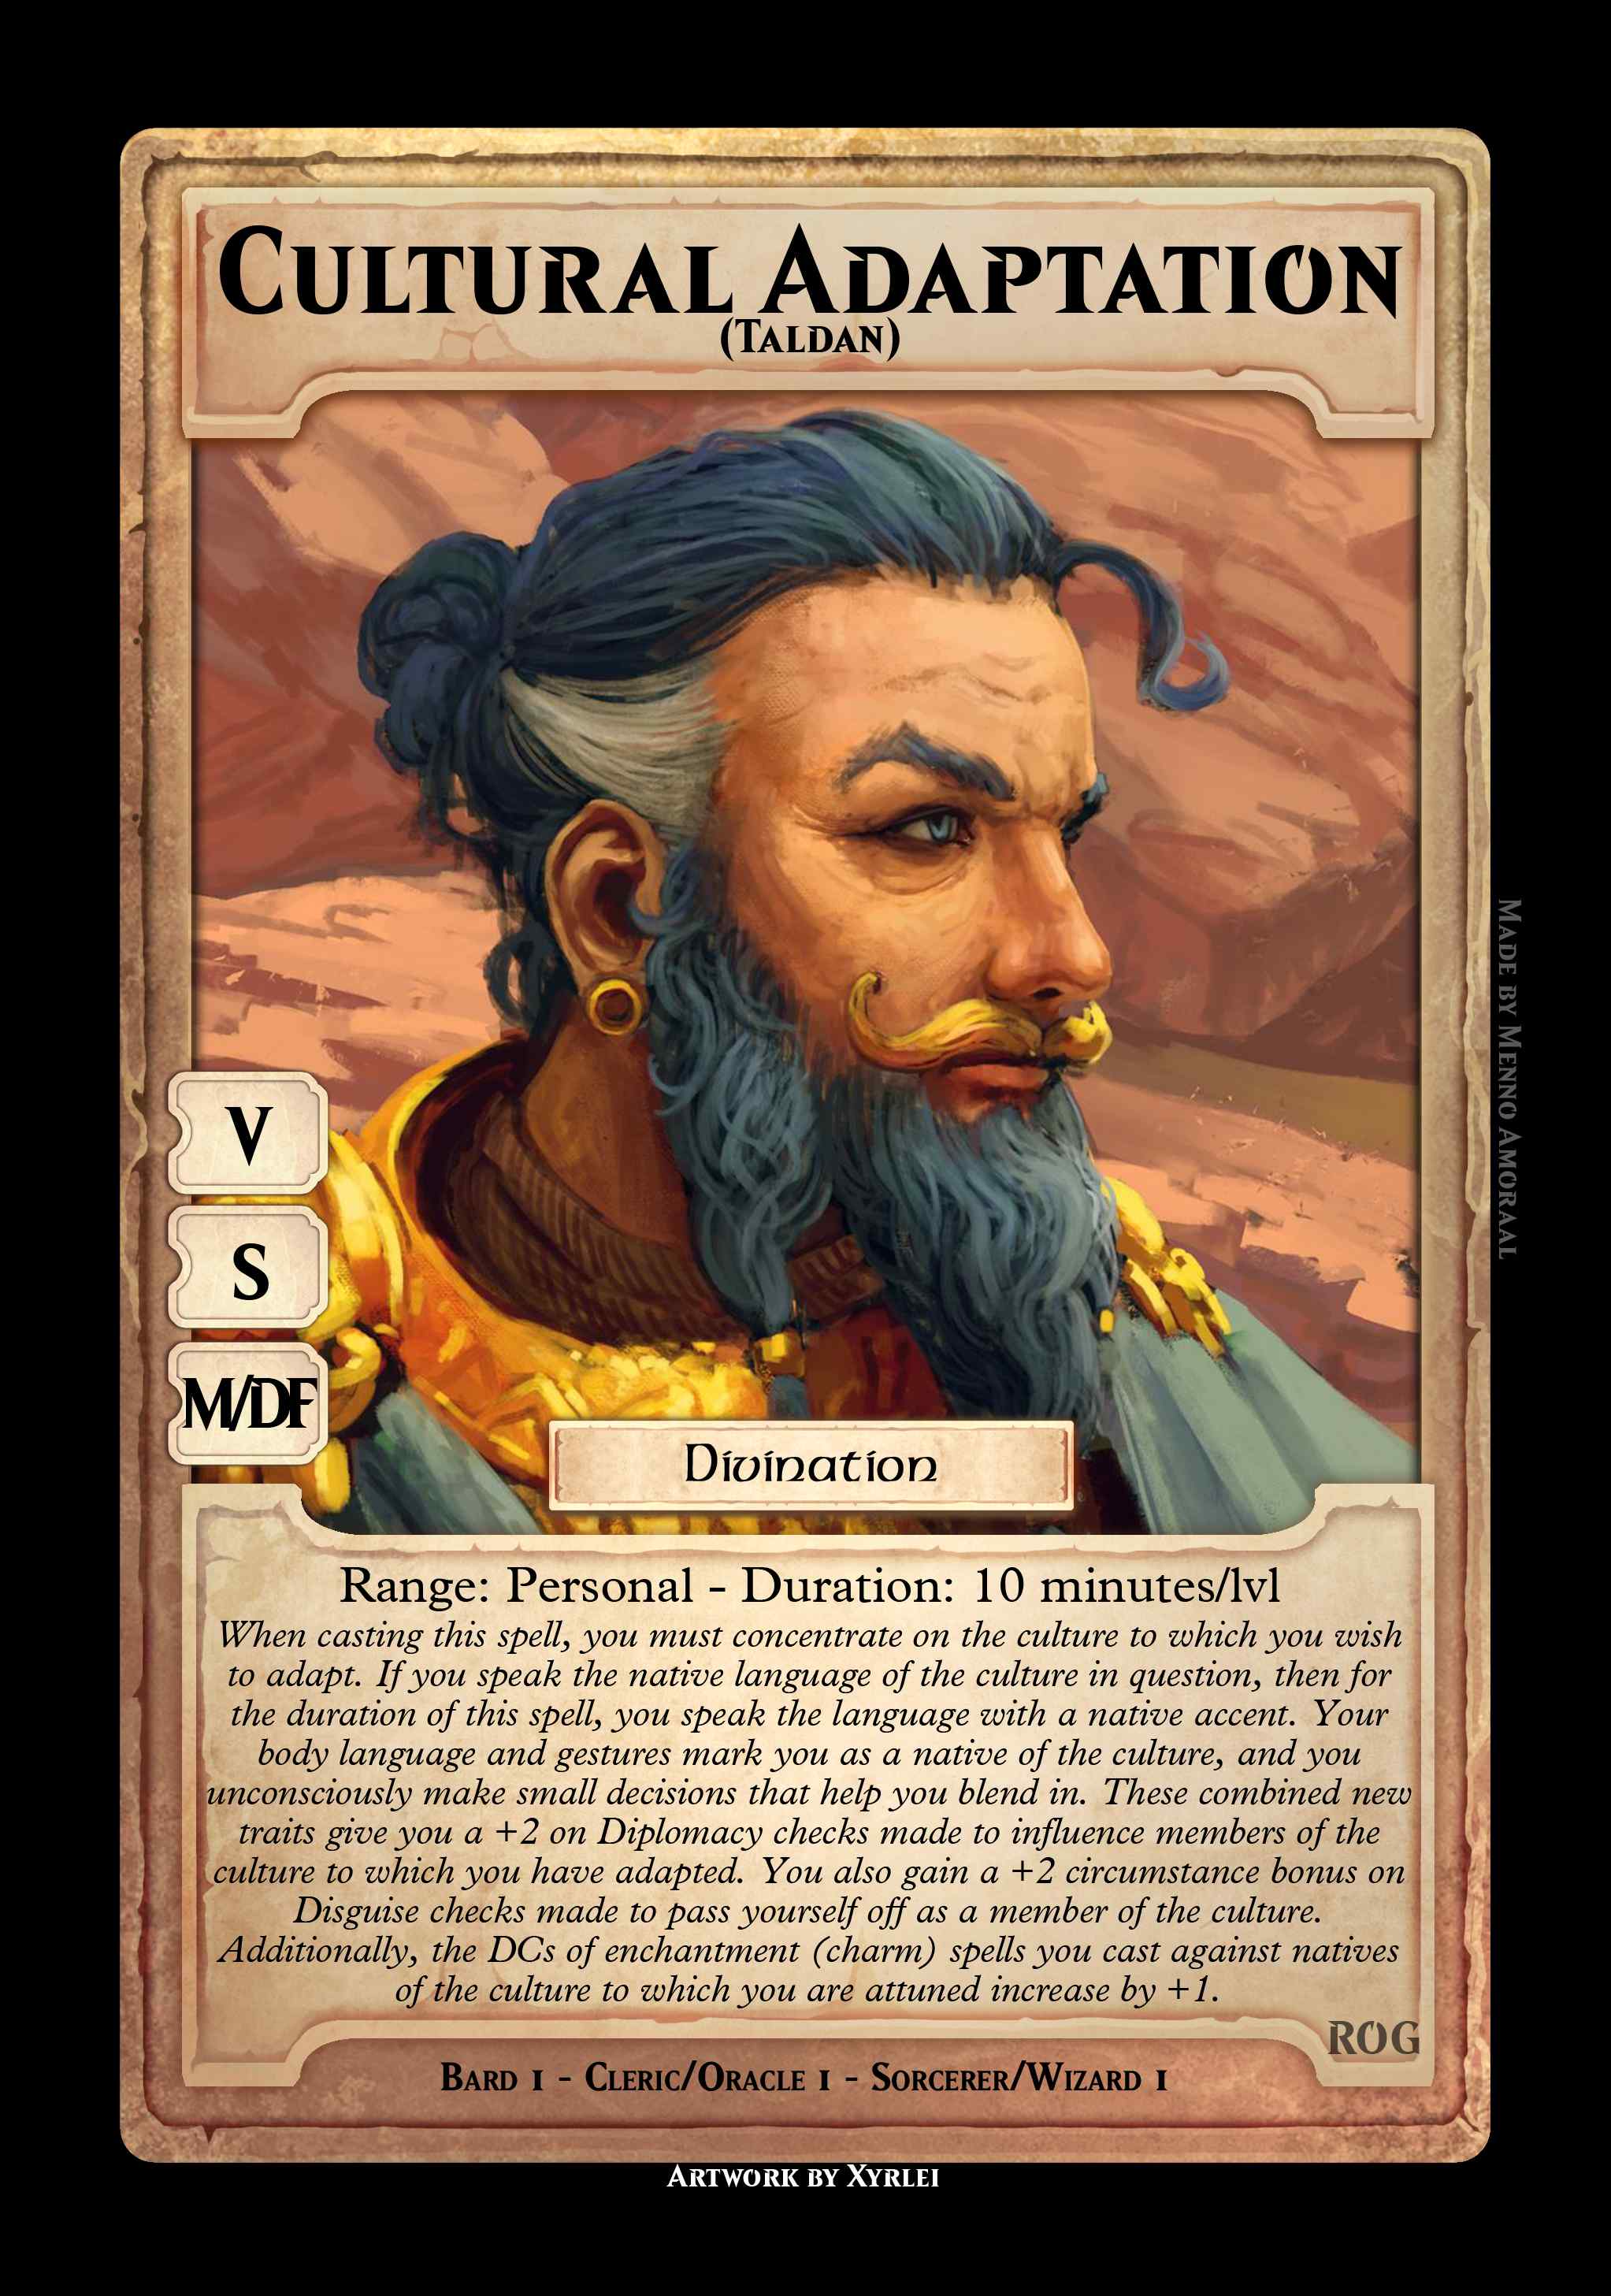 Cultural Adaptation
(Taldan)
V
S
M/DF
Divination
Range: Personal - Duration: 10 minutes/lvl
When casting this spell, you must concentrate on the culture to which you wish
to adapt. If you speak the native language of the culture in question, then for
the duration of this spell, you speak the language with a native accent. Your
body language and gestures mark you as a native of the culture, and you
unconsciously make small decisions that help you blend in. These combined new
traits give you a +2 on Diplomacy checks made to influence members of the
culture to which you have adapted. You also gain a +2 circumstance bonus on
Disguise checks made to pass yourself off as a member of the culture.
Additionally, the DCs of enchantment (charm) spells you cast against natives
of the culture to which you are attuned increase by +1.
ROG
Bard 1 - Cleric/Oracle 1 - Sorcerer/Wizard 1
Artwork by Xyrlei
Made by Menno Amoraal